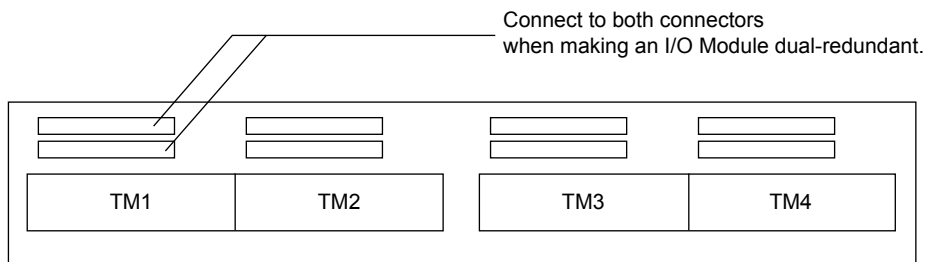 Connect to both connectors
when making an I/O Module dual-redundant.
TM1
TM2
TM3
TM4